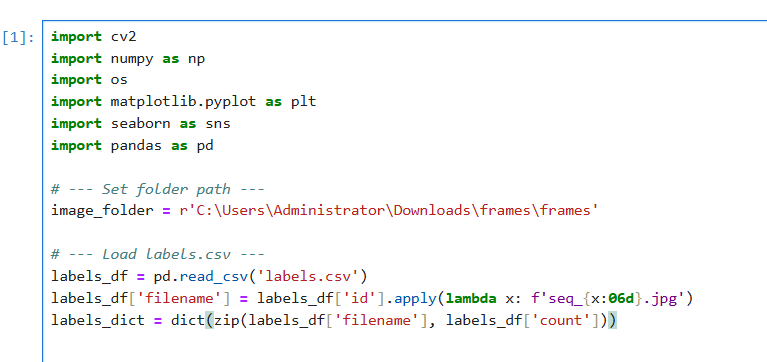 [1]:
import cv2
import numpy as np
import os
import matplotlib.pyplot as plt
import seaborn as sns
import pandas as pd
# --- Set folder path ---
image_folder = r'C:\Users\Administrator\Downloads\frames\frames'
# --- Load labels.csv ---
labels_df = pd.read_csv('labels.csv')
labels_df['filename'] = labels_df['id'].apply(lambda x: f'seq_{x:06d}.jpg')
labels_dict = dict(zip(labels_df['filename'], labels_df['count']))